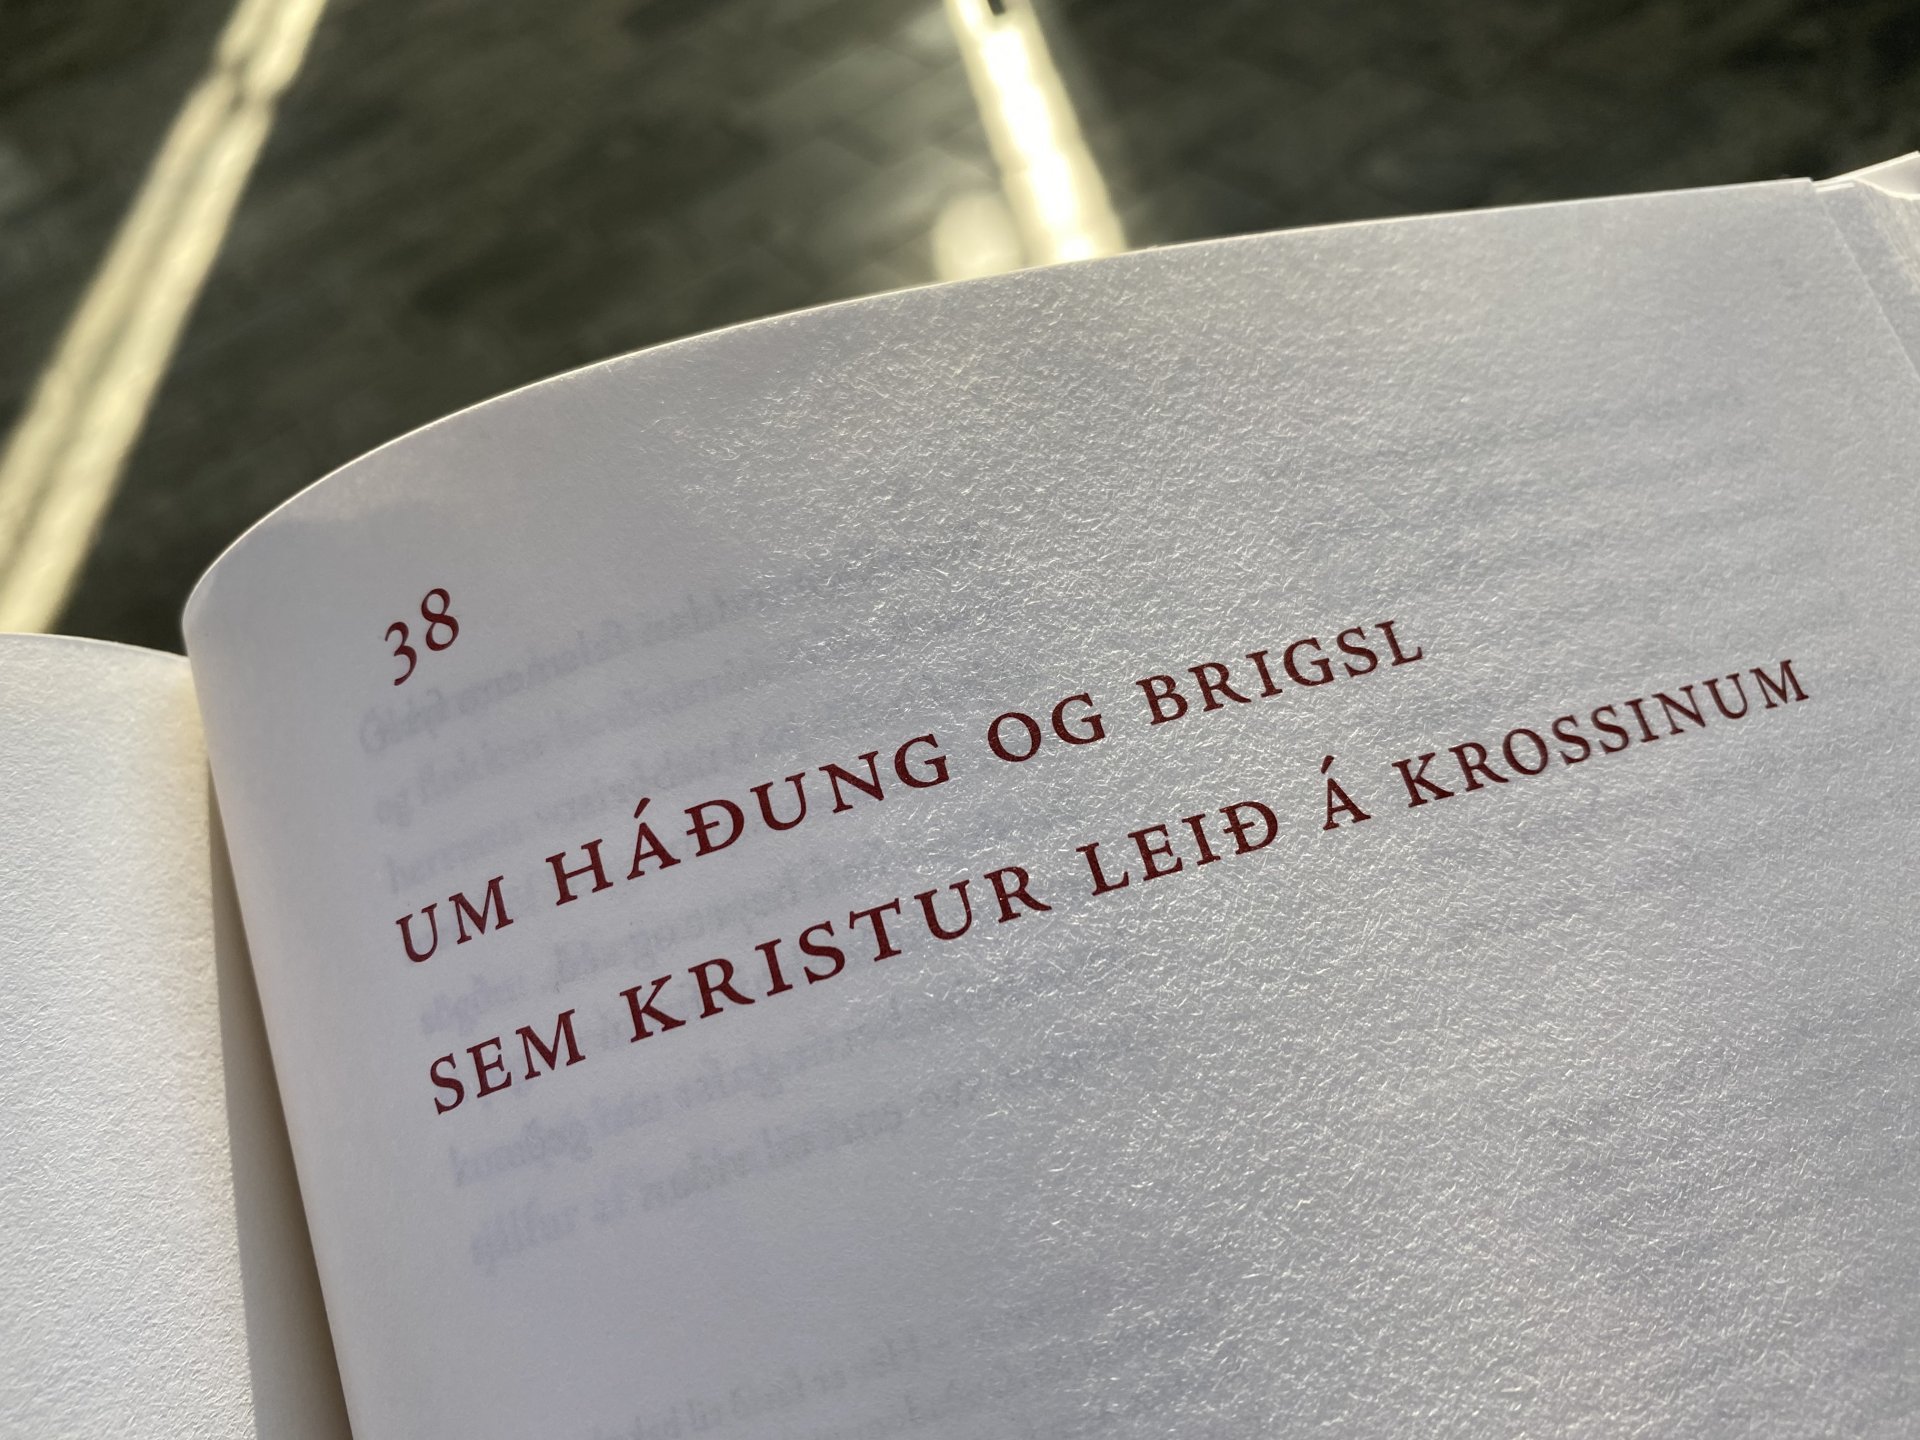 38
UM HÁÐUNG OG BRIGSL
SEM KRISTUR LEIÐ Á KROSSINUM